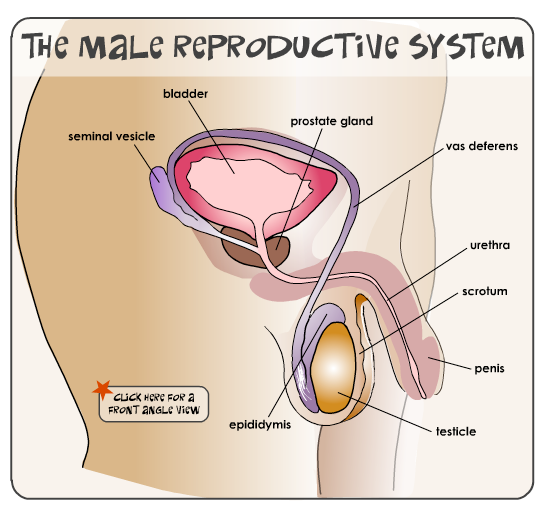 THE MALE REPRODUCTIVE SYSTEM
bladder
prostate gland
seminal vesicle
vas deferens
urethra
scrotum
penis
CLICK HERE FOR A
FRONT ANGLE VIEW
epididymis
testicle